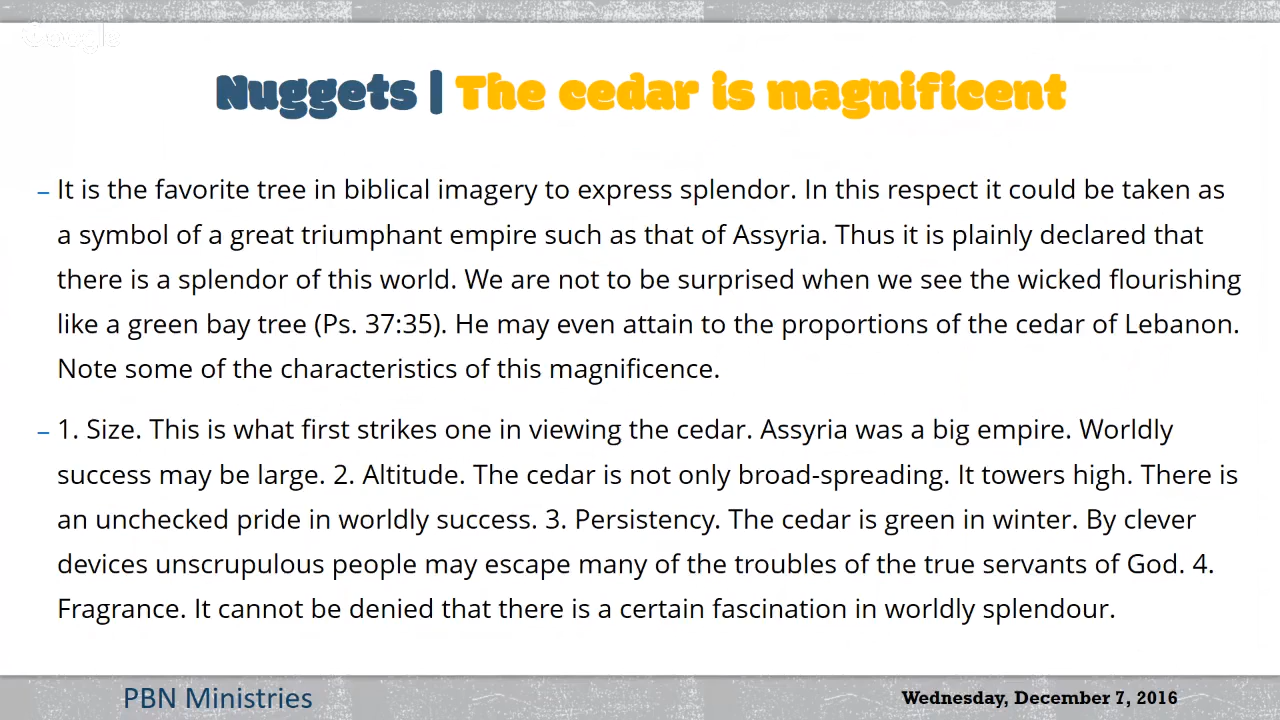 Google
Nuggets | The cedar is magnificent
– It is the favorite tree in biblical imagery to express splendor. In this respect it could be taken as
a symbol of a great triumphant empire such as that of Assyria. Thus it is plainly declared that
there is a splendor of this world. We are not to be surprised when we see the wicked flourishing
like a green bay tree (Ps. 37:35). He may even attain to the proportions of the cedar of Lebanon.
Note some of the characteristics of this magnificence.
– 1. Size. This is what first strikes one in viewing the cedar. Assyria was a big empire. Worldly
success may be large. 2. Altitude. The cedar is not only broad-spreading. It towers high. There is
an unchecked pride in worldly success. 3. Persistency. The cedar is green in winter. By clever
devices unscrupulous people may escape many of the troubles of the true servants of God. 4.
Fragrance. It cannot be denied that there is a certain fascination in worldly splendour.
PBN Ministries
Wednesday, December 7, 2016